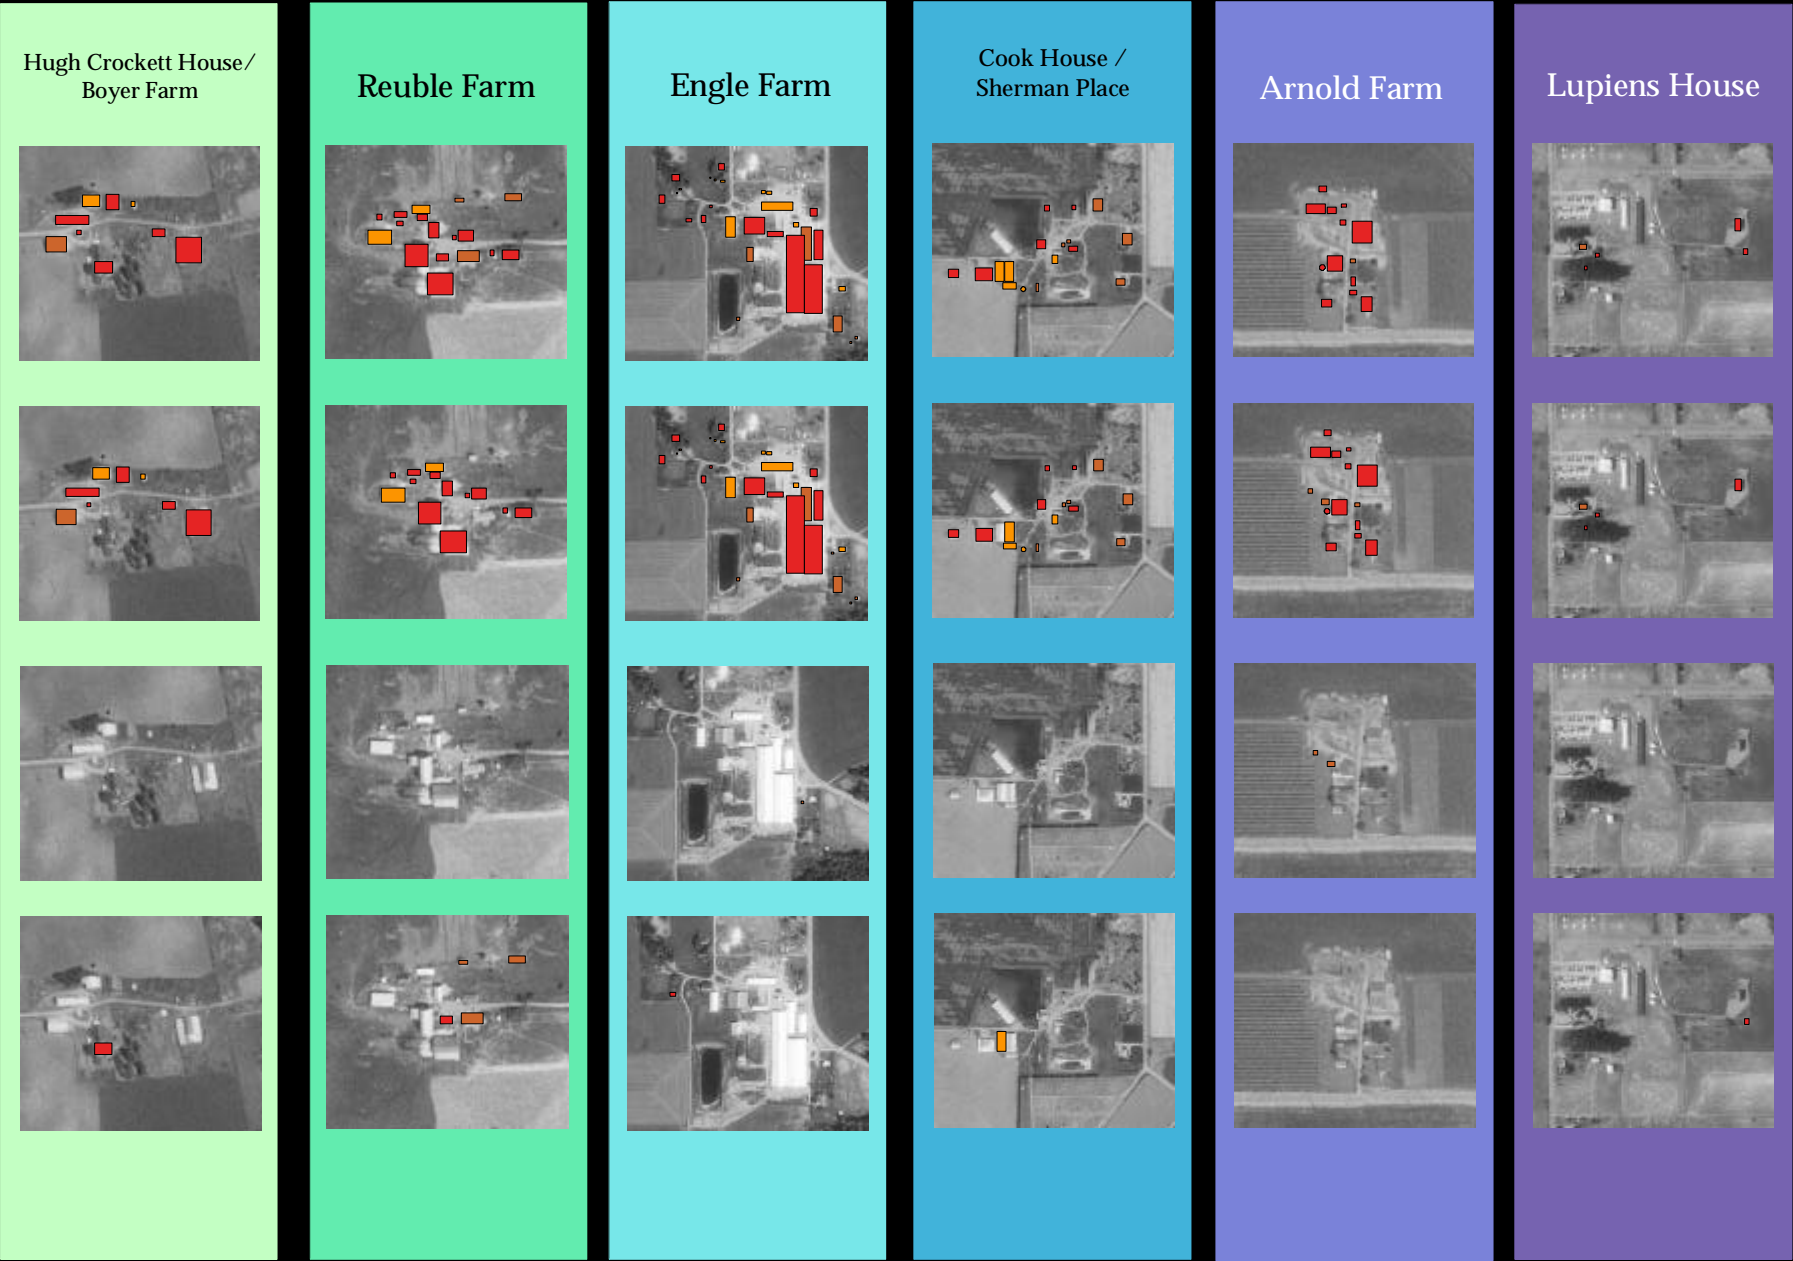 Hugh Crockett House/
Boyer Farm
Reuble Farm
Engle Farm
Cook House /
Sherman Place
Arnold Farm
Lupiens House